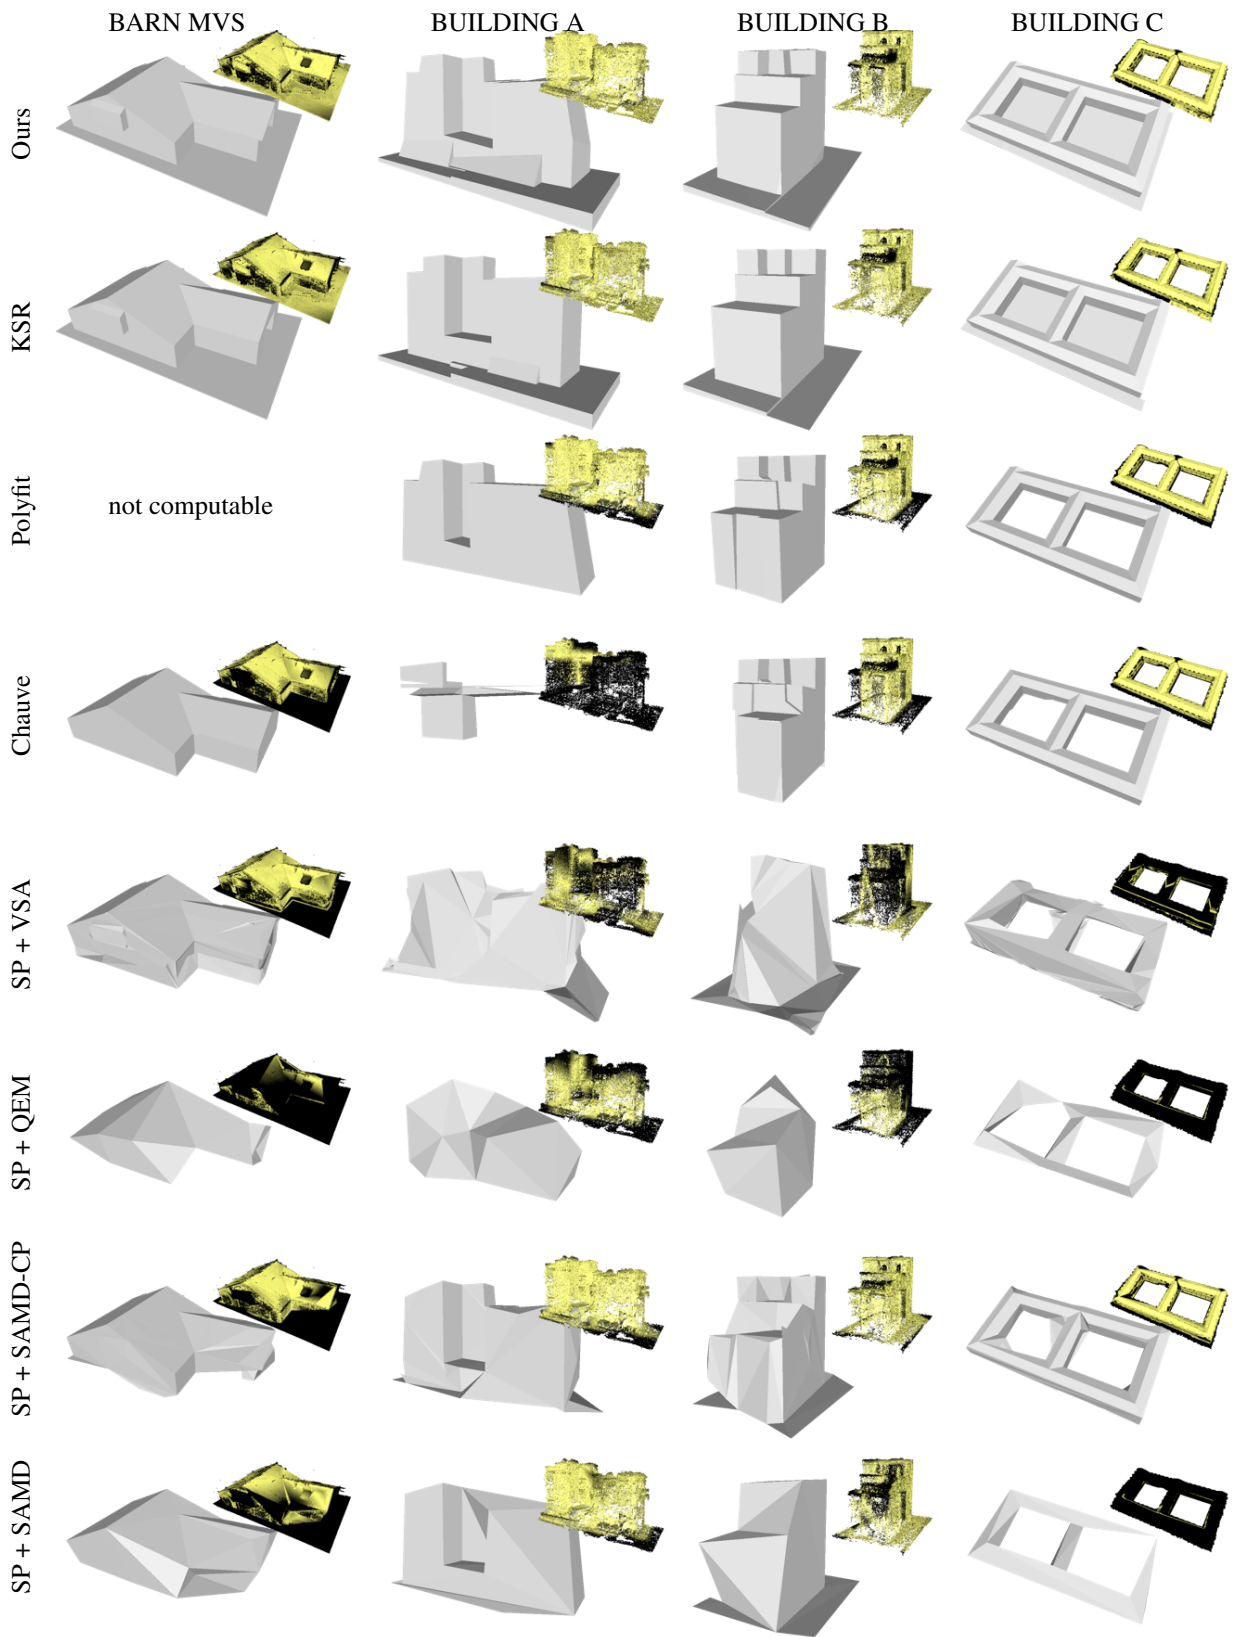 BARN MVS
BUILDING A
BUILDING B
BUILDING C
Ours
KSR
Polyfit
not computable
Chauve
SP + VSA
SP + QEM
SP + SAMD-CP
SP + SAMD